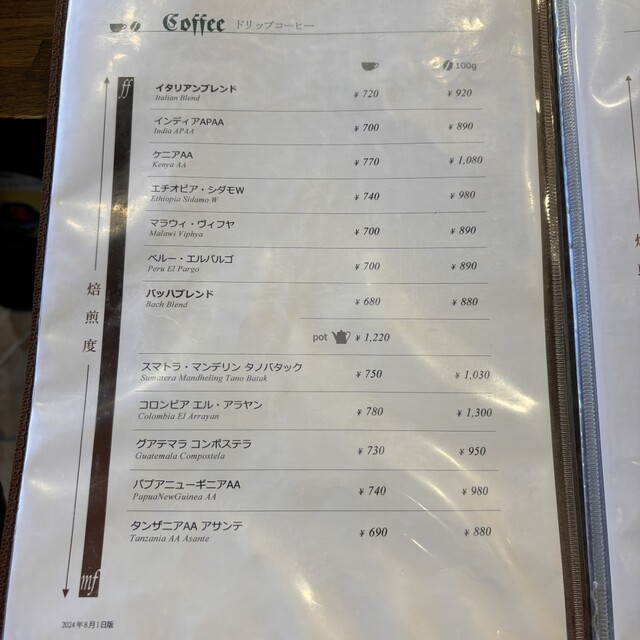 Coffee ドリップコーヒー
100g
ff
イタリアンブレンド ¥ 720 ¥ 920
Italian Blend
インディアAPAA ¥ 700 ¥ 890
India APAA
ケニアAA ¥ 770 ¥ 1,080
Kenya AA
エチオピア・シダモW ¥ 740 ¥ 980
Ethiopia Sidamo W
マラウィ・ヴィフヤ ¥ 700 ¥ 890
Malawi Viphya
ペルー・エルパルゴ ¥ 700 ¥ 890
Peru El Pargo
バッハブレンド ¥ 680 ¥ 880
Bach Blend
pot ¥ 1,220
焙煎度
スマトラ・マンデリン タノバタック ¥ 750 ¥ 1,030
Sumatera Mandheling Tano Batak
コロンビア エル・アラヤン ¥ 780 ¥ 1,300
Colombia El Arrayan
グアテマラ コンポステラ ¥ 730 ¥ 950
Guatemala Compostela
パプアニューギニアAA ¥ 740 ¥ 980
PapuaNewGuinea AA
タンザニアAA アサンテ ¥ 690 ¥ 880
Tanzania AA Asante
mf
2024年8月1日版